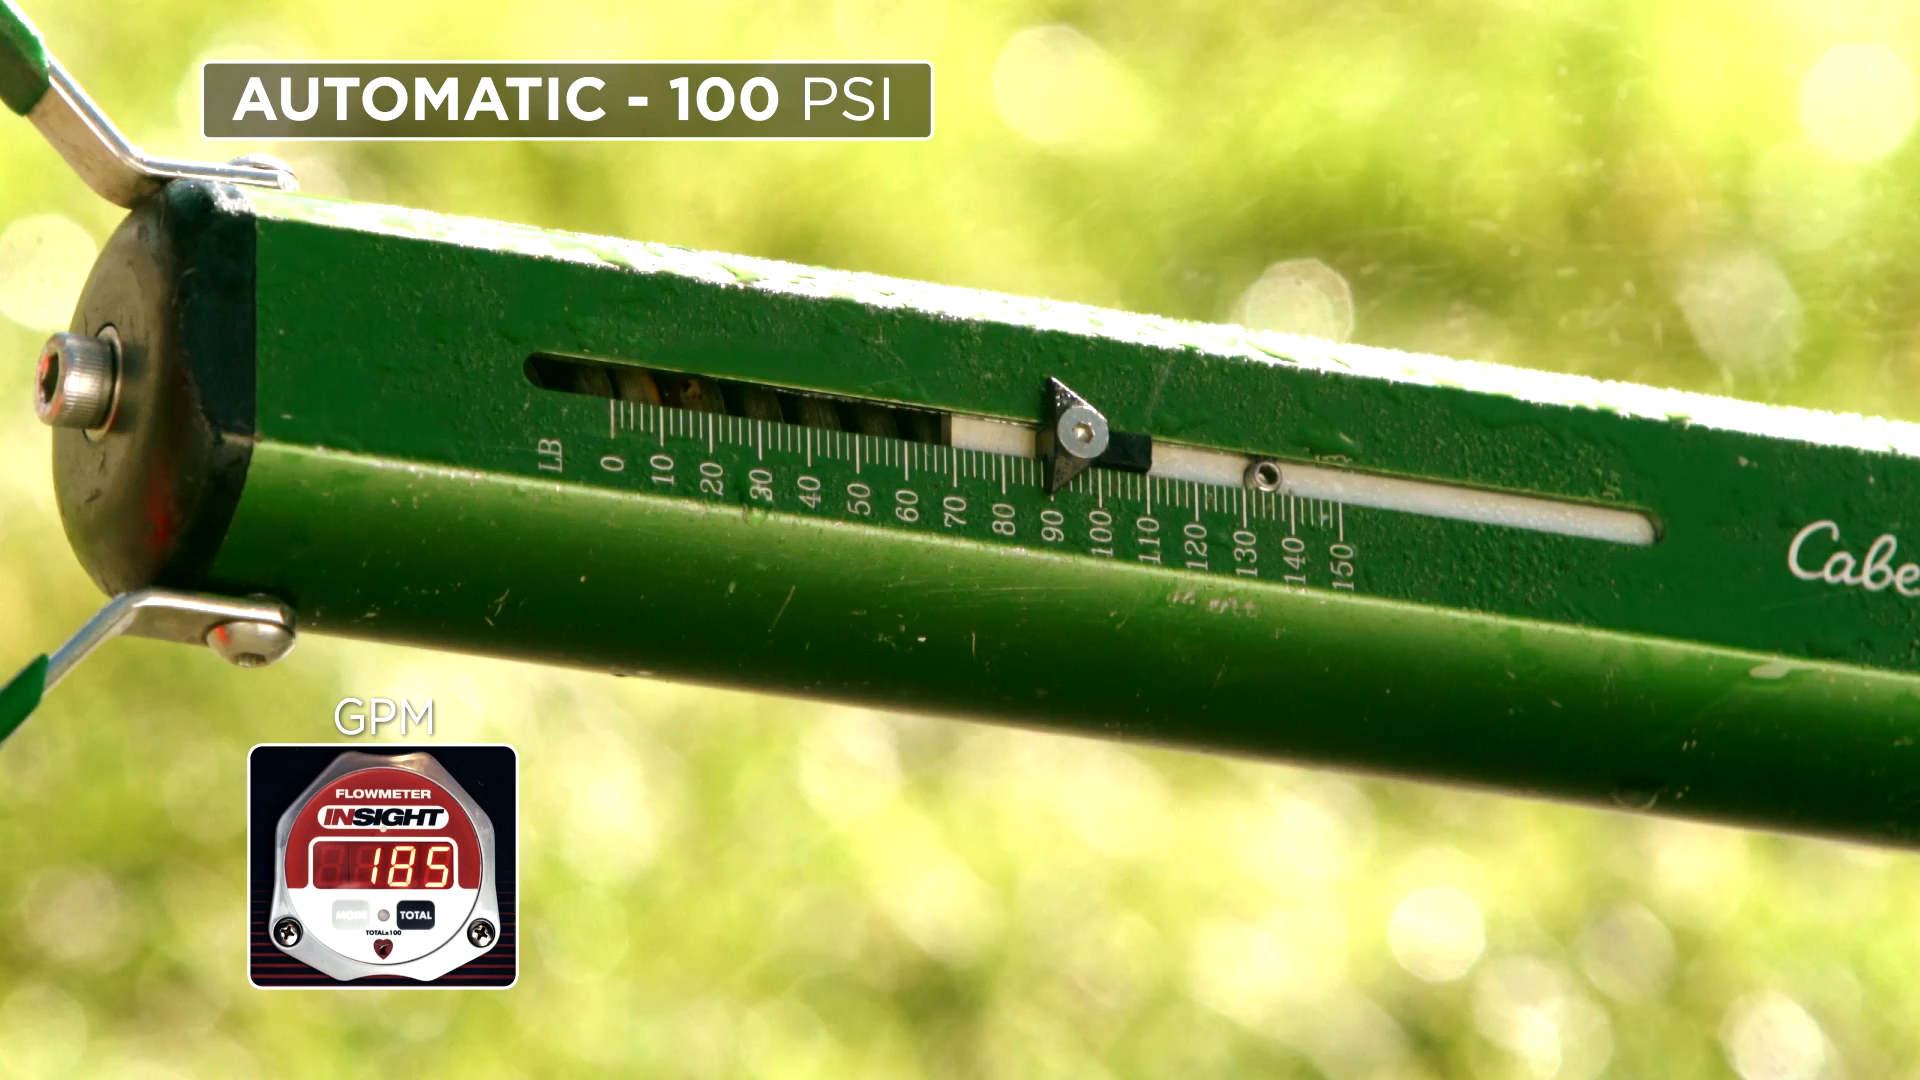 AUTOMATIC - 100 PSI
LB 0 10 20 30 40 50 60 70 80 90 100 110 120 130 140 150
Cabe
GPM
FLOWMETER
INSIGHT
185
MODE TOTAL
TOTALx100